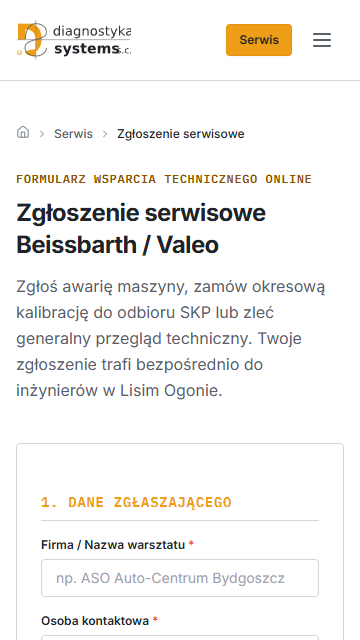 diagnostyka
systems s.c.
Serwis
Serwis > Zgłoszenie serwisowe
FORMULARZ WSPARCIA TECHNICZNEGO ONLINE
Zgłoszenie serwisowe
Beissbarth / Valeo
Zgłoś awarię maszyny, zamów okresową
kalibrację do odbioru SKP lub zleć
generalny przegląd techniczny. Twoje
zgłoszenie trafi bezpośrednio do
inżynierów w Lisim Ogonie.
1. DANE ZGŁASZAJĄCEGO
Firma / Nazwa warsztatu *
np. ASO Auto-Centrum Bydgoszcz
Osoba kontaktowa *